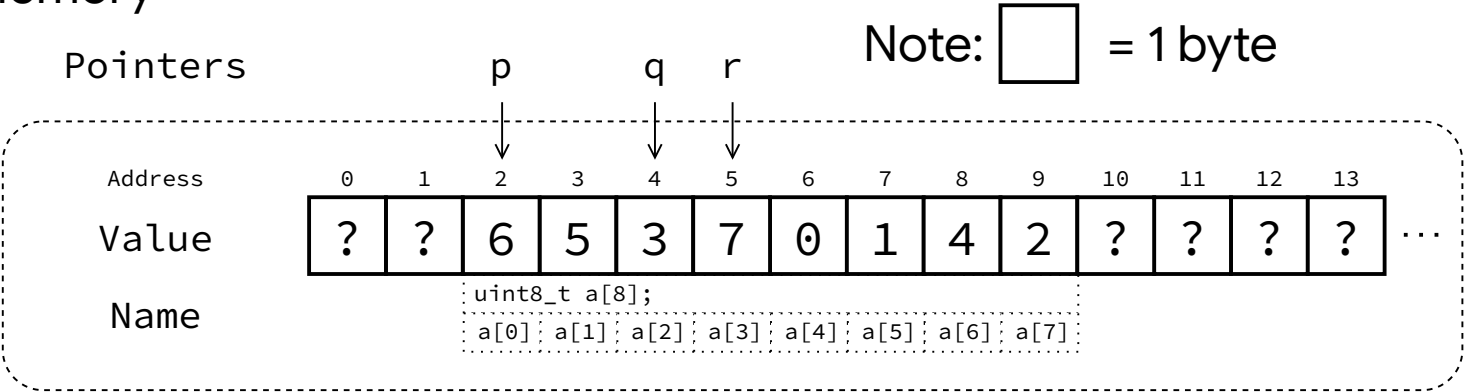 Note: = 1 byte
Pointers p q r
Address 0 1 2 3 4 5 6 7 8 9 10 11 12 13
Value ? ? 6 5 3 7 0 1 4 2 ? ? ? ? ...
uint8_t a[8];
Name
a[0] a[1] a[2] a[3] a[4] a[5] a[6] a[7]